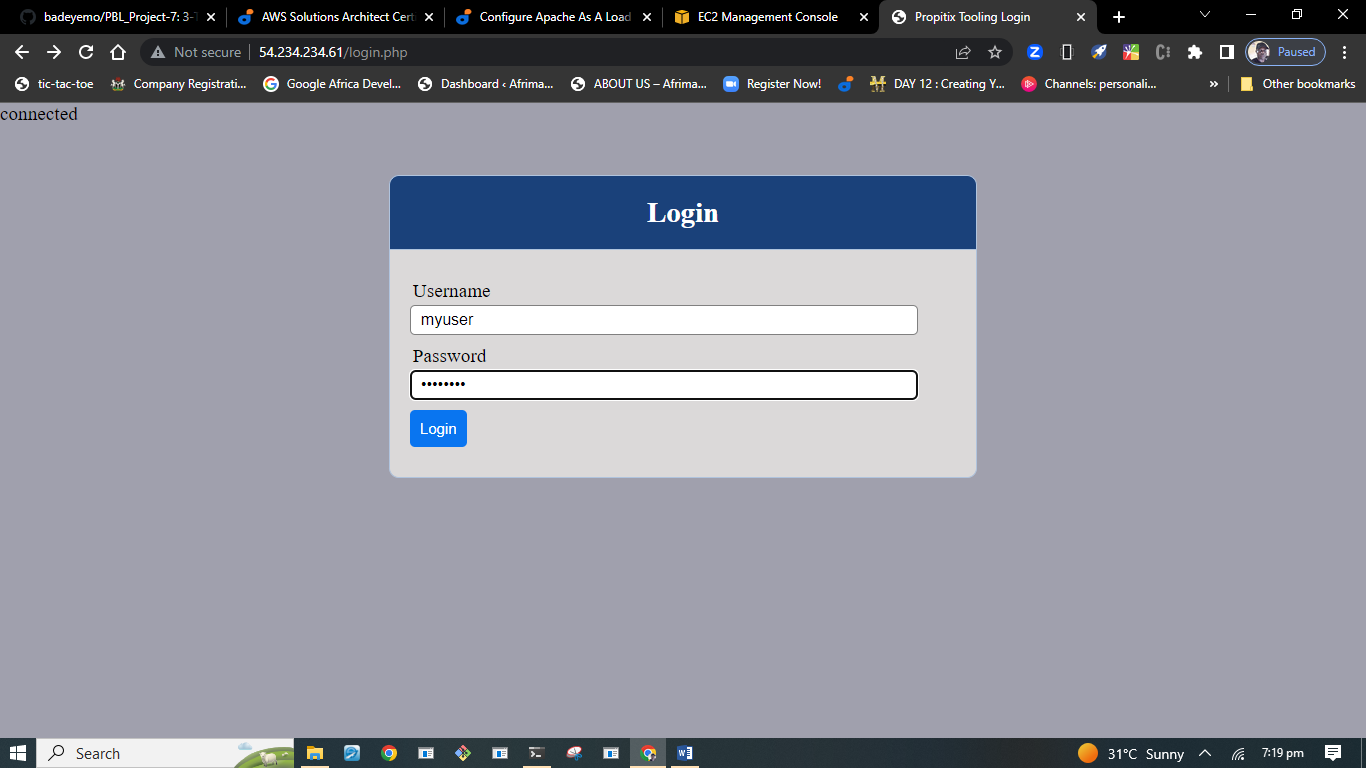 badeyemo/PBL_Project-7: 3-T
AWS Solutions Architect Cert
Configure Apache As A Load
EC2 Management Console
Propitix Tooling Login
Not secure
54.234.234.61/login.php
Paused
tic-tac-toe
Company Registrati...
Google Africa Devel...
Dashboard ‹ Afrima...
ABOUT US – Afrima...
Register Now!
DAY 12 : Creating Y...
Channels: personali...
»
Other bookmarks
connected
Login
Username
myuser
Password
••••••••
Login
Search
31°C Sunny
7:19 pm